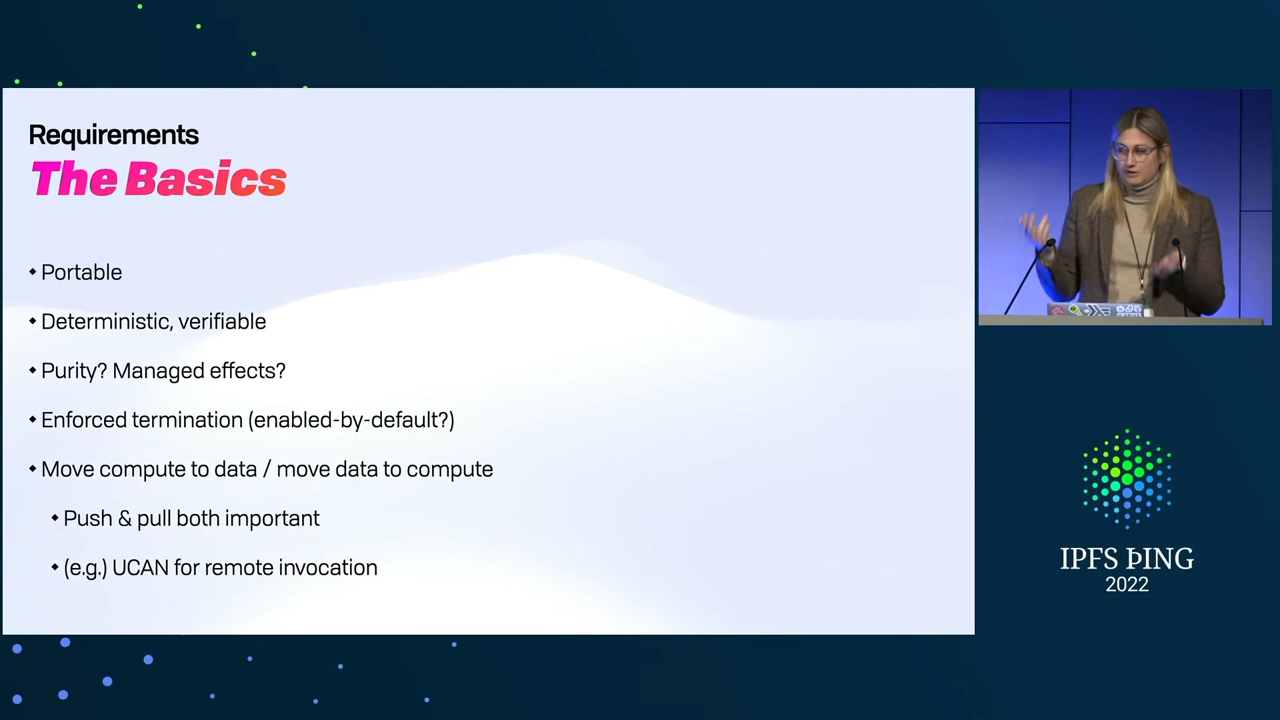 Requirements
The Basics
• Portable
• Deterministic, verifiable
• Purity? Managed effects?
• Enforced termination (enabled-by-default?)
• Move compute to data / move data to compute
• Push & pull both important
• (e.g.) UCAN for remote invocation
IPFS ÞING
2022